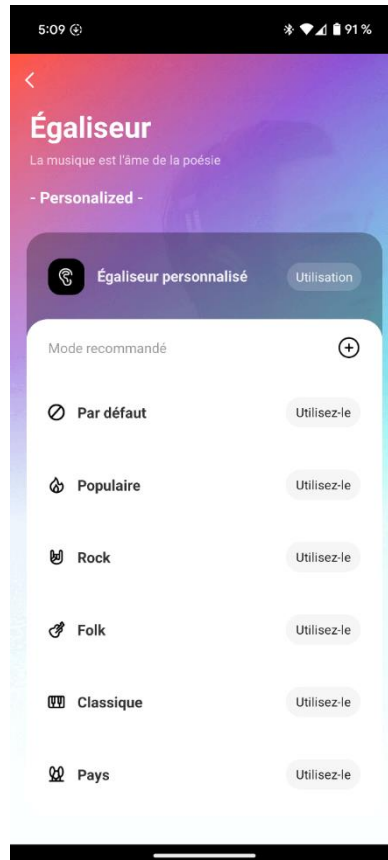 5:09
91 %
Égaliseur
La musique est l'âme de la poésie
- Personalized -
Égaliseur personnalisé
Utilisation
Mode recommandé
Par défaut
Utilisez-le
Populaire
Utilisez-le
Rock
Utilisez-le
Folk
Utilisez-le
Classique
Utilisez-le
Pays
Utilisez-le